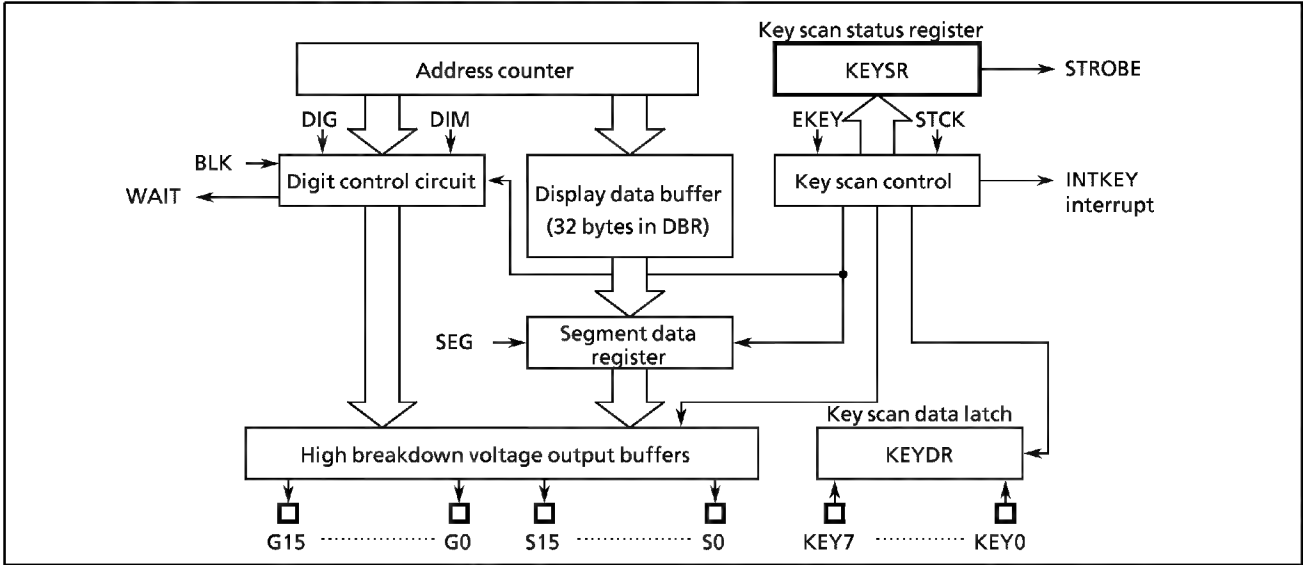 Key scan status register
Address counter
KEYSR
STROBE
DIG
DIM
EKEY
STCK
BLK
WAIT
Digit control circuit
Display data buffer
(32 bytes in DBR)
Key scan control
INTKEY
interrupt
SEG
Segment data
register
Key scan data latch
High breakdown voltage output buffers
KEYDR
G15 ············ G0 S15 ············ S0 KEY7 ·········· KEY0